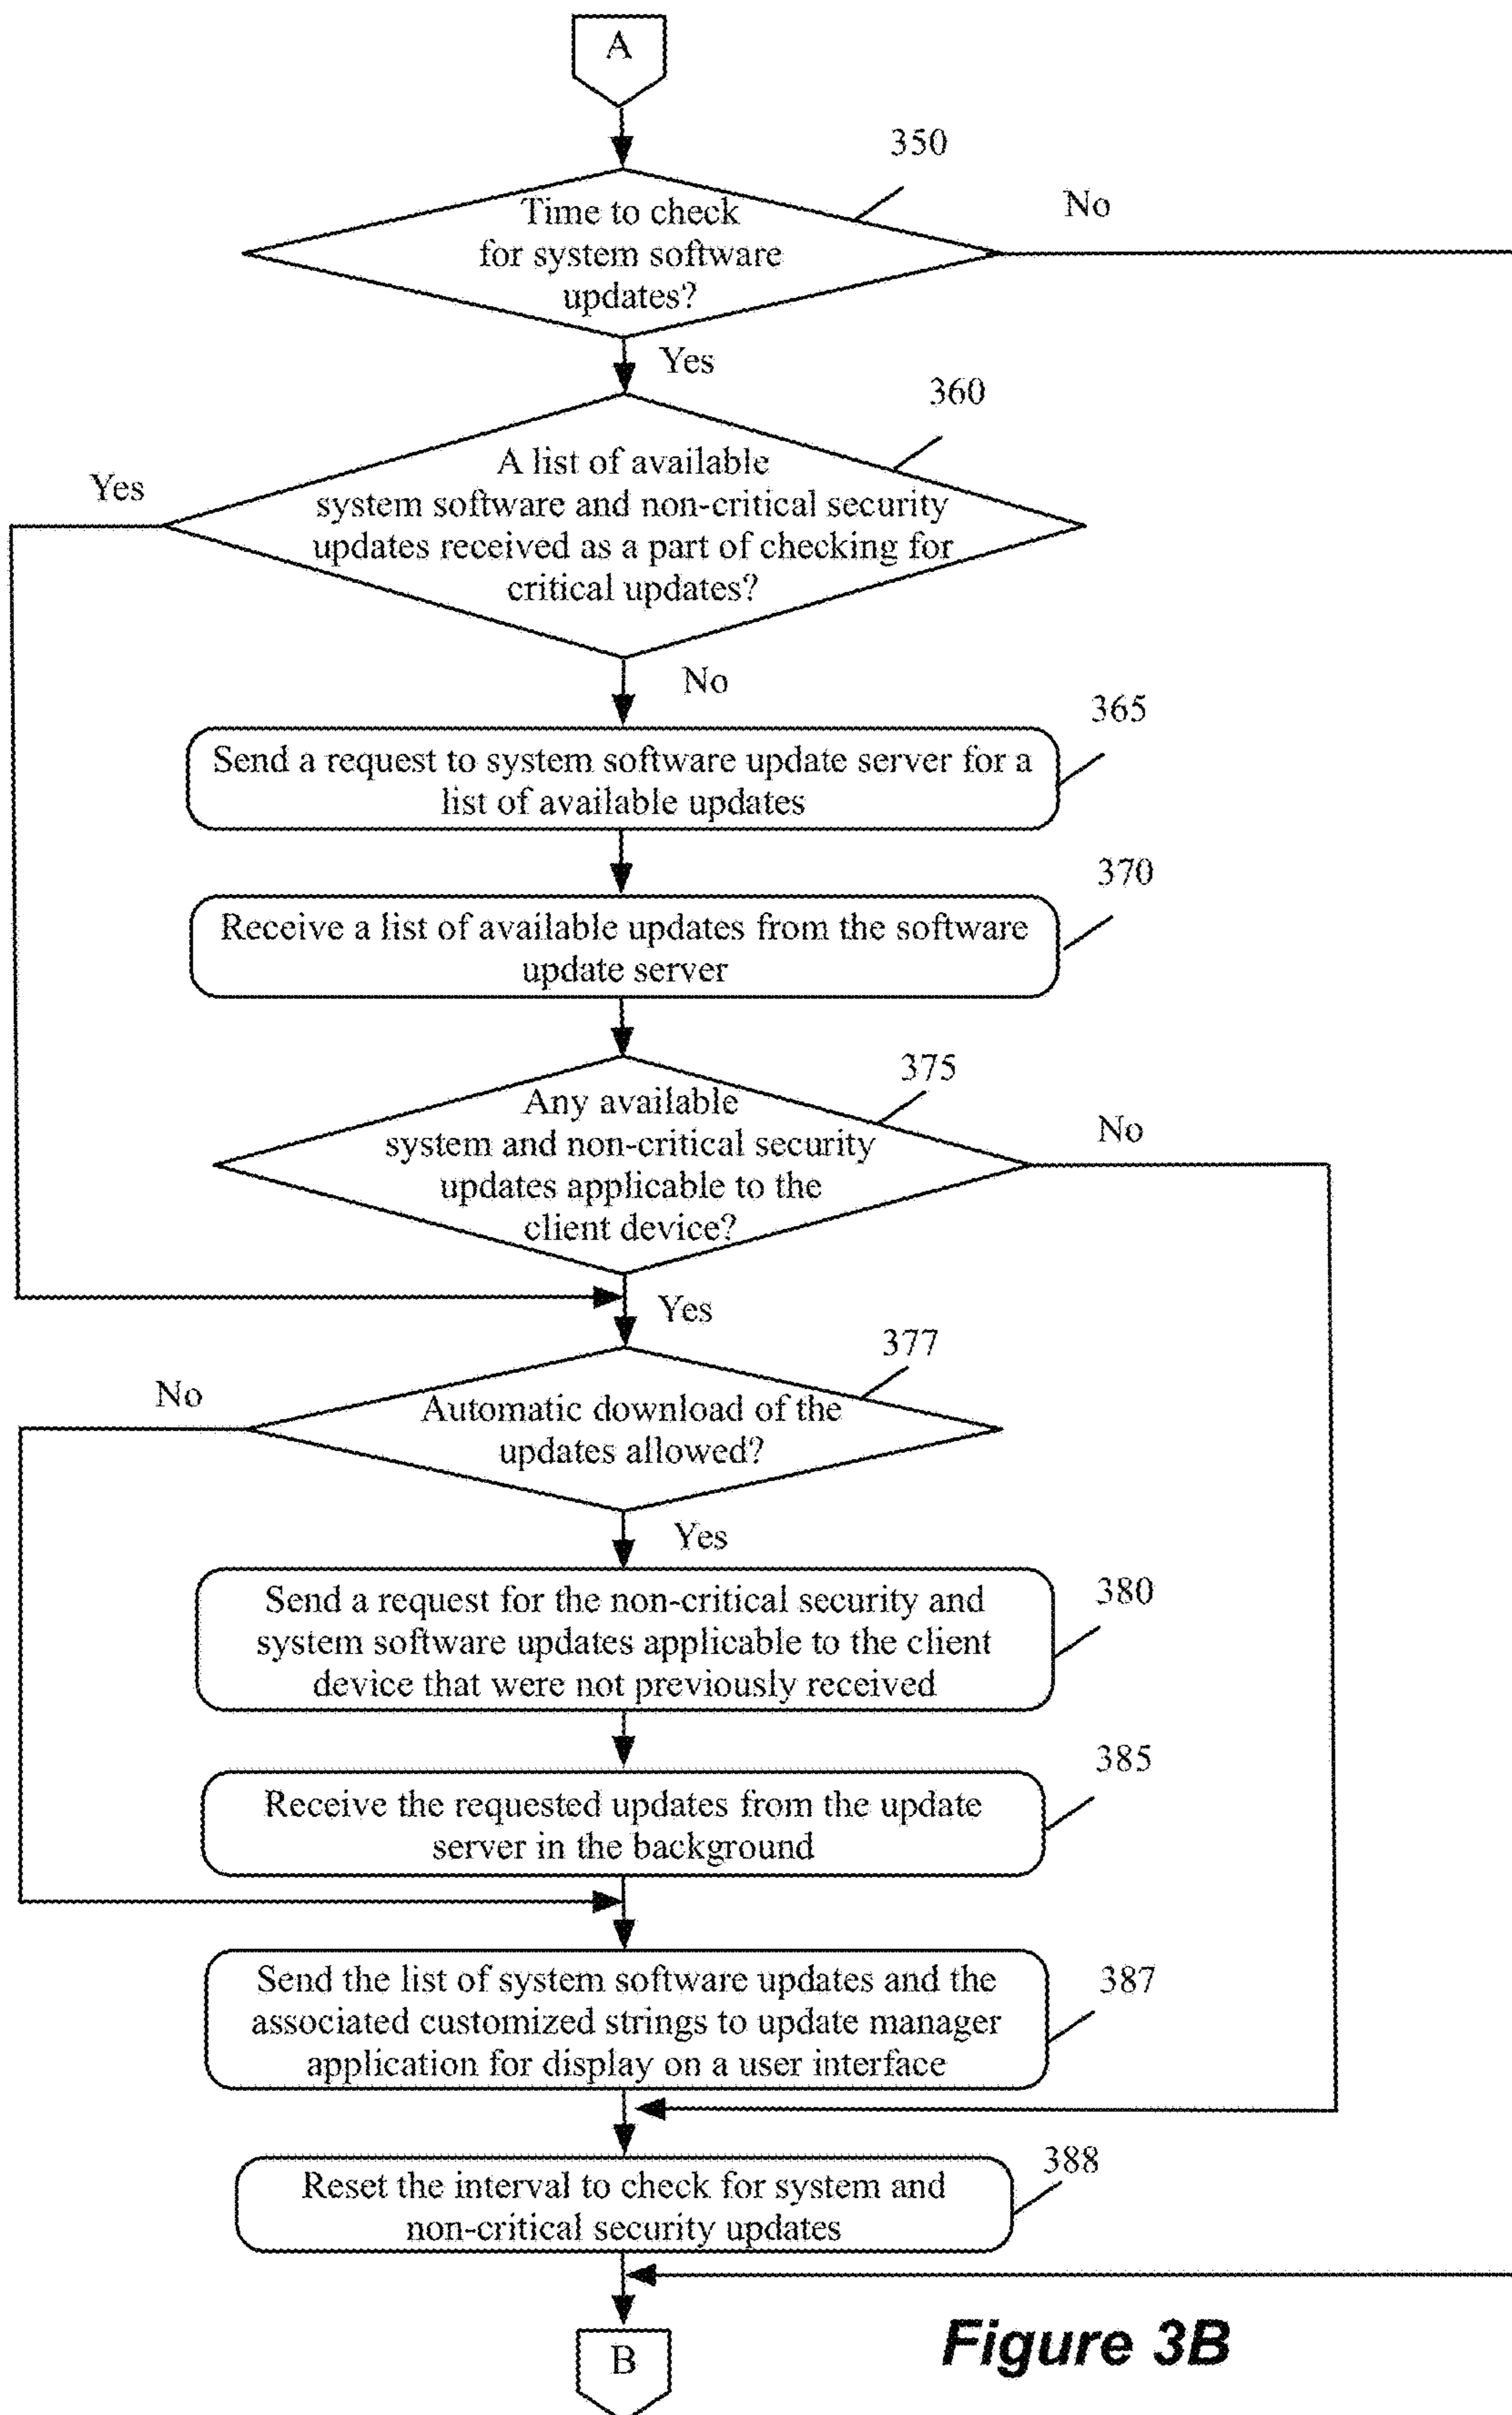 A
350
No
Time to check
for system software
updates?
Yes
360
Yes
A list of available
system software and non-critical security
updates received as a part of checking for
critical updates?
No
365
Send a request to system software update server for a
list of available updates
370
Receive a list of available updates from the software
update server
375
Any available
system and non-critical security
updates applicable to the
client device?
No
Yes
377
No
Automatic download of the
updates allowed?
Yes
380
Send a request for the non-critical security and
system software updates applicable to the client
device that were not previously received
385
Receive the requested updates from the update
server in the background
387
Send the list of system software updates and the
associated customized strings to update manager
application for display on a user interface
388
Reset the interval to check for system and
non-critical security updates
B
Figure 3B